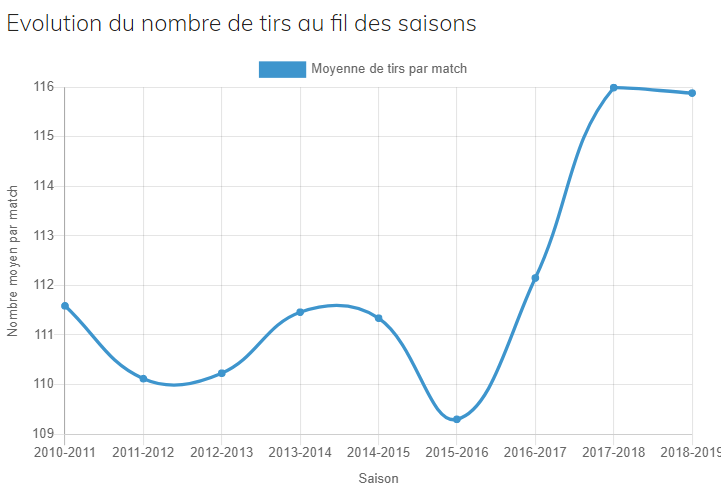 Evolution du nombre de tirs au fil des saisons
Moyenne de tirs par match
116
115
114
113
112
111
110
109
Nombre moyen par match
2010-2011 2011-2012 2012-2013 2013-2014 2014-2015 2015-2016 2016-2017 2017-2018 2018-2019
Saison